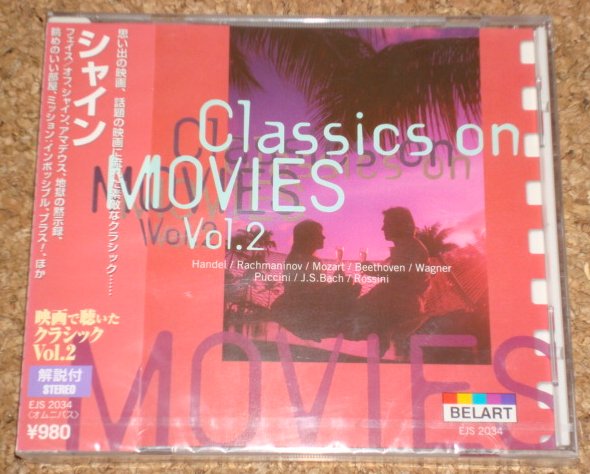 シャイン
思い出の映画、話題の映画に流れた素敵なクラシック……
フェイス/オフ、シャイン、アマデウス、地獄の黙示録、
眺めのいい部屋、ミッション:インポッシブル、ブラス!、ほか
映画で聴いた
クラシック
Vol.2
解説付
STEREO
EJS 2034
〈オムニバス〉
¥980
Classics on
MOVIES
Vol.2
Handel / Rachmaninov / Mozart / Beethoven / Wagner
Puccini / J.S.Bach / Rossini
MOVIES
BELART
EJS 2034